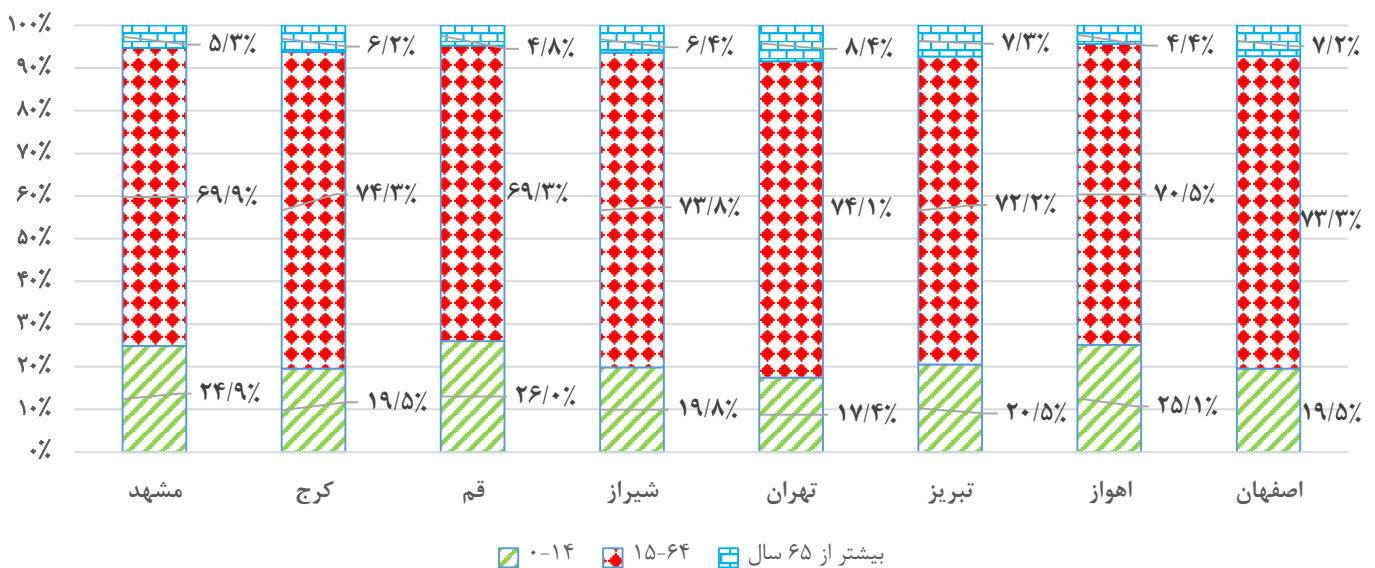 ۱۰۰٪
۹۰٪
۸۰٪
۷۰٪
۶۰٪
۵۰٪
۴۰٪
۳۰٪
۲۰٪
۱۰٪
۰٪
۵/۳٪ ۶/۲٪ ۴/۸٪ ۶/۴٪ ۸/۴٪ ۷/۳٪ ۴/۴٪ ۷/۲٪
۶۹/۹٪ ۷۴/۳٪ ۶۹/۳٪ ۷۳/۸٪ ۷۴/۱٪ ۷۲/۲٪ ۷۰/۵٪ ۷۳/۳٪
۲۴/۹٪ ۱۹/۵٪ ۲۶/۰٪ ۱۹/۸٪ ۱۷/۴٪ ۲۰/۵٪ ۲۵/۱٪ ۱۹/۵٪
مشهد کرج قم شیراز تهران تبریز اهواز اصفهان
۰-۱۴ ۱۵-۶۴ بیشتر از ۶۵ سال